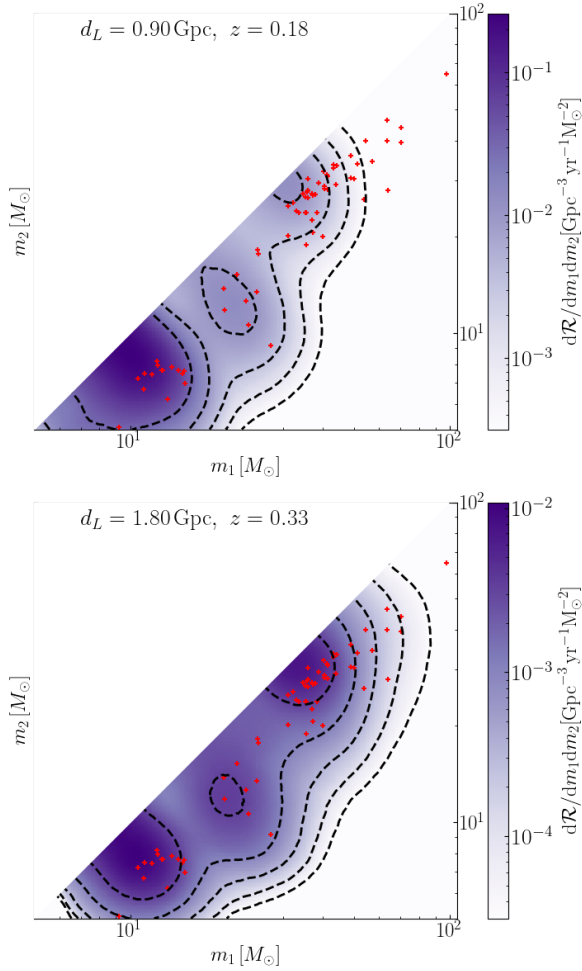 d_L = 0.90 Gpc, z = 0.18
10^2
10^1
m_2 [M_⊙]
10^1
10^2
m_1 [M_⊙]
10^{-1}
10^{-2}
10^{-3}
dR/dm_1dm_2[Gpc^{-3} yr^{-1}M_⊙^{-2}]
d_L = 1.80 Gpc, z = 0.33
10^2
10^1
m_2 [M_⊙]
10^1
10^2
m_1 [M_⊙]
10^{-2}
10^{-3}
10^{-4}
dR/dm_1dm_2[Gpc^{-3} yr^{-1}M_⊙^{-2}]